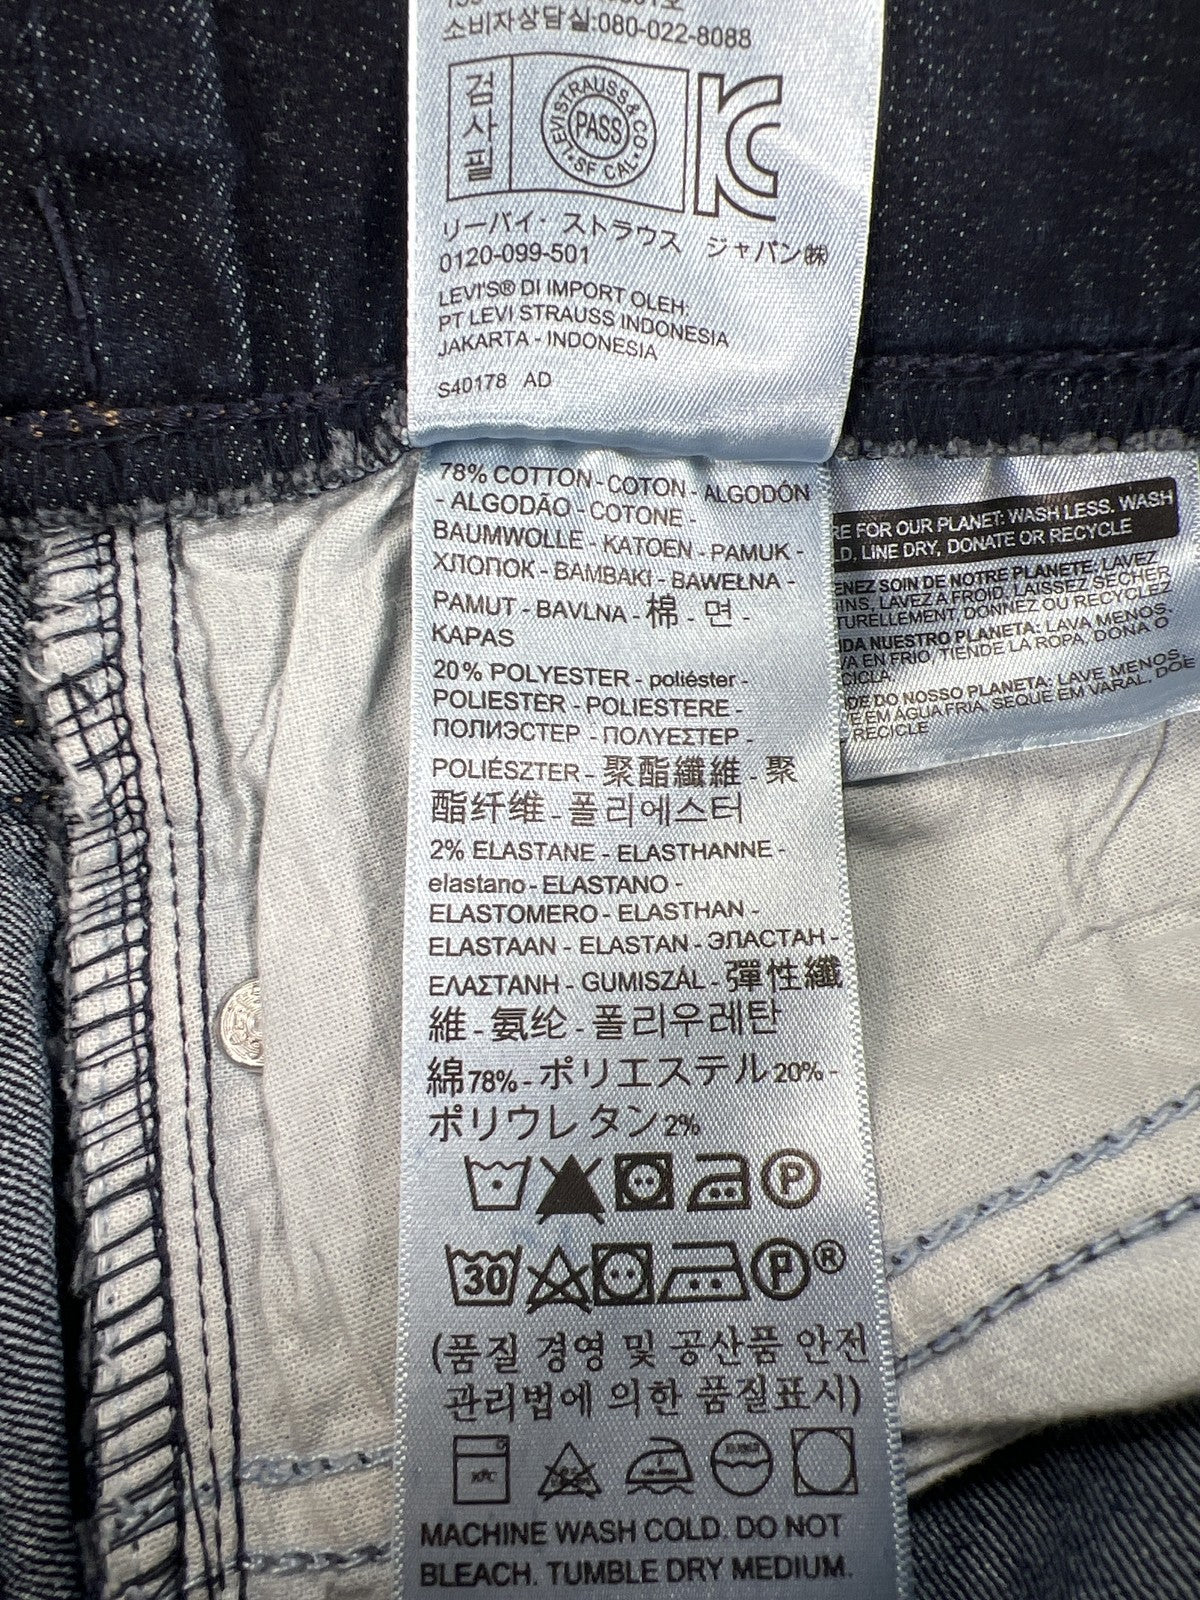 소비자상담실:080-022-8088
검
사
필
LEVI STRAUSS & CO.
PASS
SF CAL
リーバイ・ストラウス ジャパン㈱
0120-099-501
LEVI'S® DI IMPORT OLEH:
PT LEVI STRAUSS INDONESIA
JAKARTA - INDONESIA
S40178 AD
78% COTTON - COTON - ALGODÓN
- ALGODÃO - COTONE -
BAUMWOLLE - KATOEN - PAMUK -
ХЛОПОК - BAMBAKI - BAWEŁNA -
PAMUT - BAVLNA - 棉 - 면 -
KAPAS
20% POLYESTER - poliéster -
POLIESTER - POLIESTERE -
ПОЛИЭСТЕР - ΠΟΛΥΕΣΤΕΡ -
POLIÉSZTER - 聚酯纖維 - 聚
酯纤维 - 폴리에스터
2% ELASTANE - ELASTHANNE -
elastano - ELASTANO -
ELASTOMERO - ELASTHAN -
ELASTAAN - ELASTAN - ЭЛАСТАН -
ΕΛΑΣΤΑΝΗ - GUMISZÁL - 彈性纖
維 - 氨纶 - 폴리우레탄
綿 78% - ポリエステル 20% -
ポリウレタン 2%
P
30 P ®
(품질 경영 및 공산품 안전
관리법에 의한 품질표시)
MACHINE WASH COLD. DO NOT
BLEACH. TUMBLE DRY MEDIUM.
RE FOR OUR PLANET: WASH LESS. WASH
D, LINE DRY, DONATE OR RECYCLE
ENEZ SOIN DE NOTRE PLANETE: LAVEZ
INS, LAVEZ A FROID, LAISSEZ SÉCHER
TURELLEMENT, DONNEZ OU RECYCLEZ
IDA NUESTRO PLANETA: LAVA MENOS.
VA EN FRIO, TIENDE LA ROPA, DONA O
CICLA.
IDE DO NOSSO PLANETA: LAVE MENOS.
VE EM AGUA FRIA, SEQUE EM VARAL, DOE
RECICLE